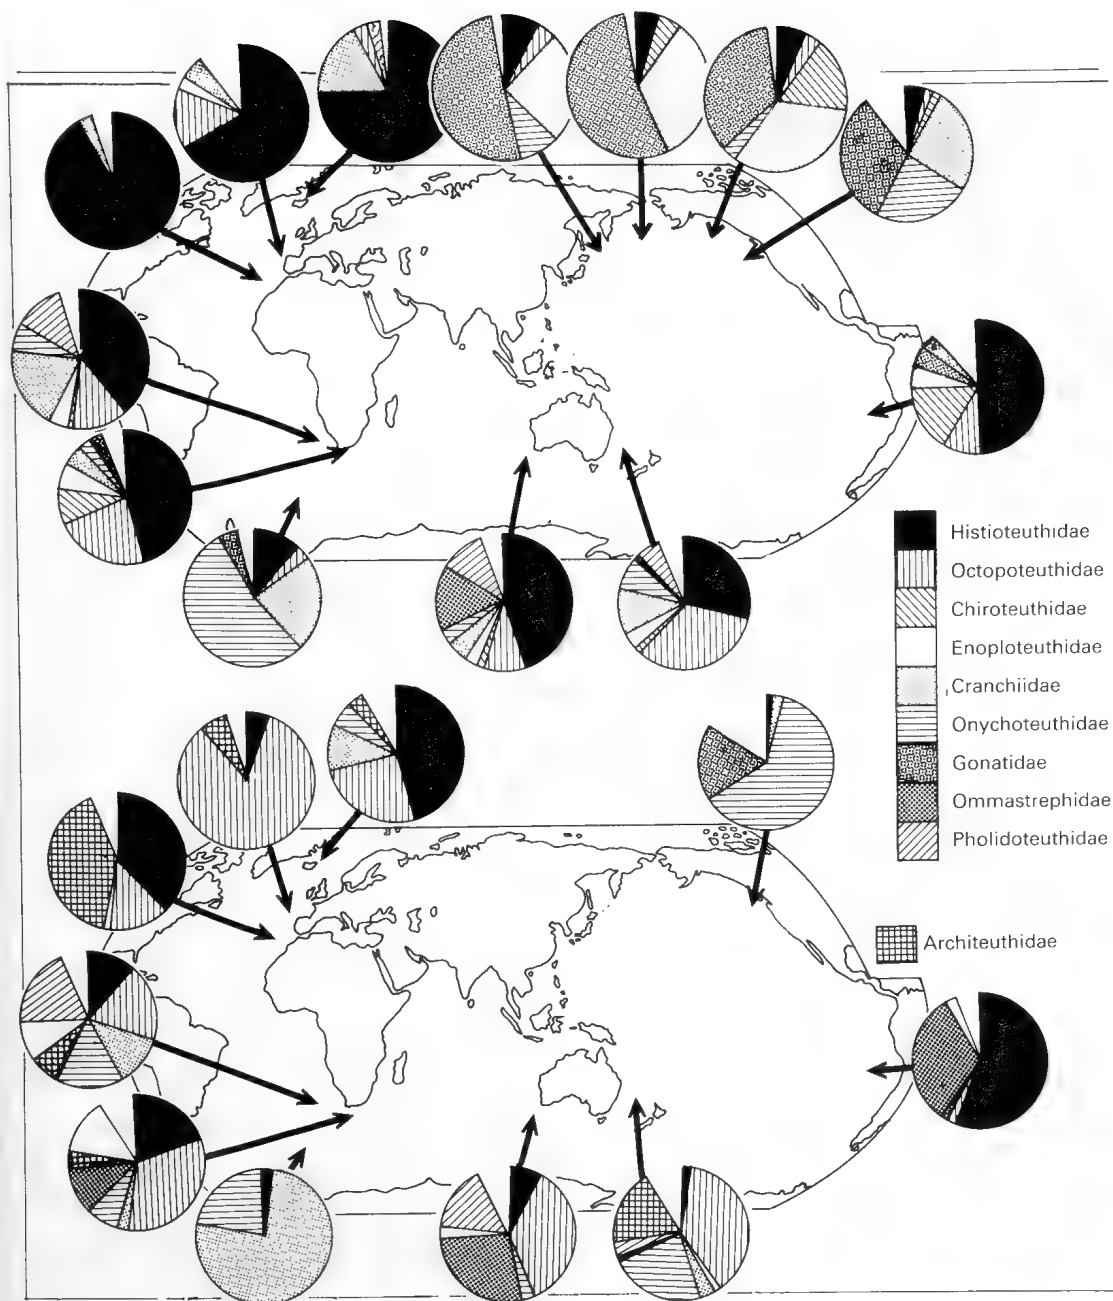 Histioteuthidae
Octopoteuthidae
Chiroteuthidae
Enoploteuthidae
Cranchiidae
Onychoteuthidae
Gonatidae
Ommastrephidae
Pholidoteuthidae
Architeuthidae